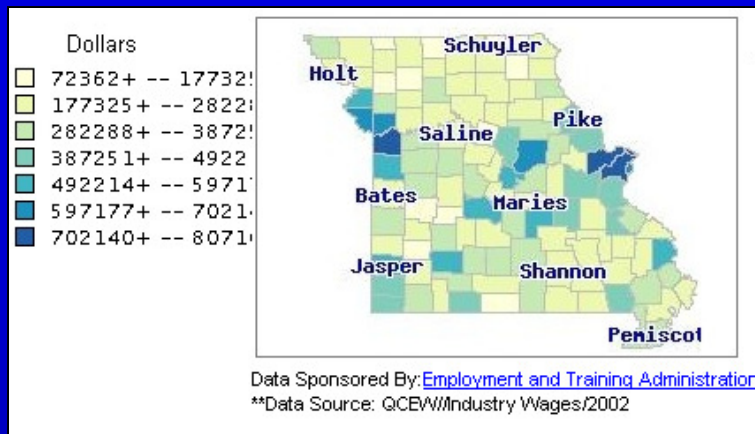 Dollars
72362+ -- 17732
177325+ -- 2822
282288+ -- 3872
387251+ -- 4922
492214+ -- 5971
597177+ -- 7021
702140+ -- 8071
Schuyler
Holt
Pike
Saline
Bates
Maries
Jasper
Shannon
Pemiscot
Data Sponsored By:Employment and Training Administration
**Data Source: QCEW/Industry Wages/2002